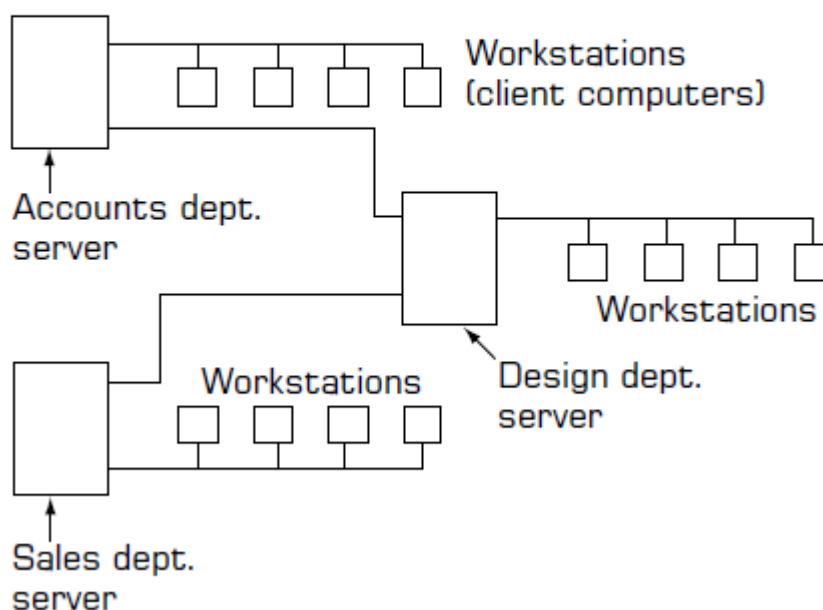 Workstations
(client computers)
Accounts dept.
server
Workstations
Workstations
Design dept.
server
Sales dept.
server